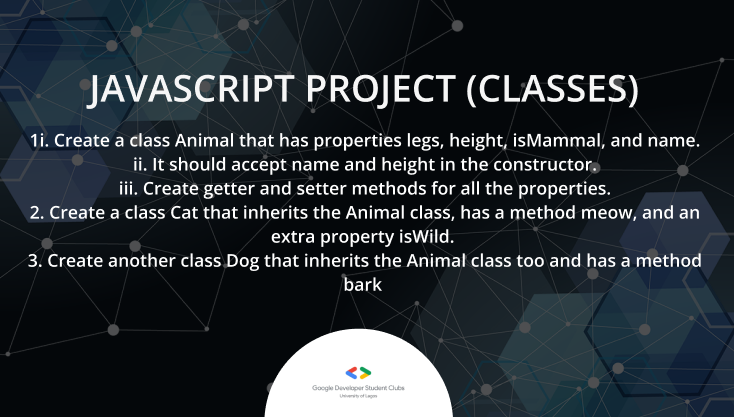 JAVASCRIPT PROJECT (CLASSES)
1i. Create a class Animal that has properties legs, height, isMammal, and name.
ii. It should accept name and height in the constructor.
iii. Create getter and setter methods for all the properties.
2. Create a class Cat that inherits the Animal class, has a method meow, and an
extra property isWild.
3. Create another class Dog that inherits the Animal class too and has a method
bark
Google Developer Student Clubs
University of Lagos